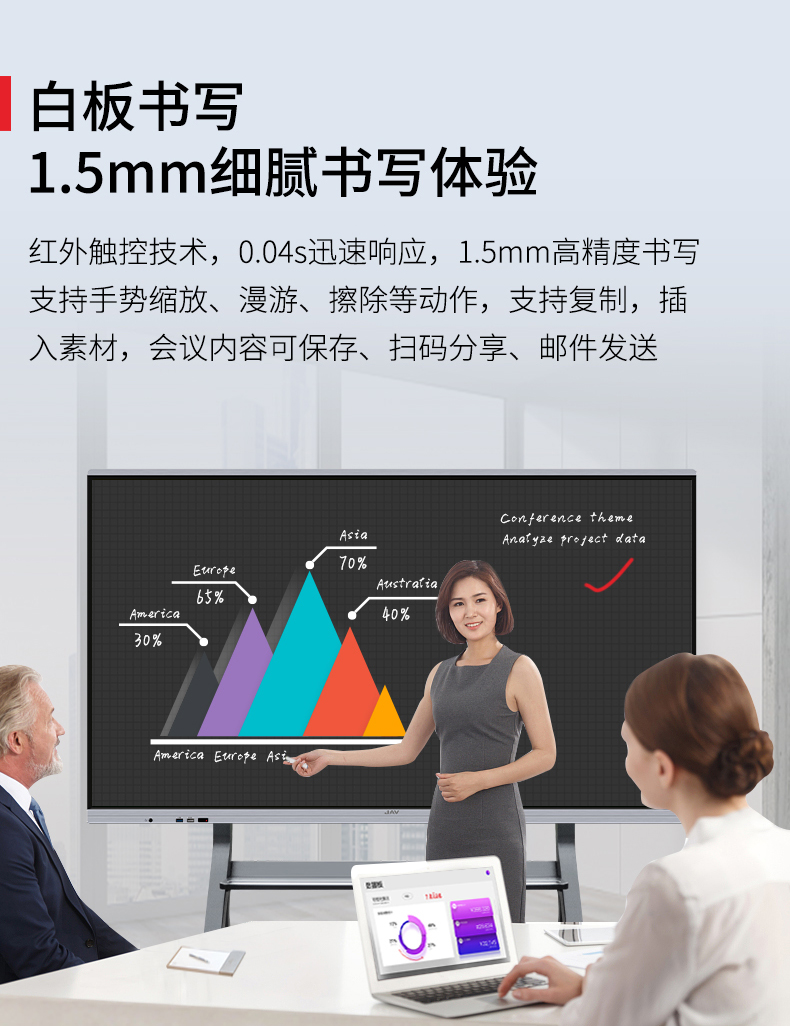 白板书写
1.5mm细腻书写体验
红外触控技术，0.04s迅速响应，1.5mm高精度书写
支持手势缩放、漫游、擦除等动作，支持复制，插
入素材，会议内容可保存、扫码分享、邮件发送
Conference theme
Analyze project data
Asia
70%
Europe
65%
Australia
40%
America
30%
America Europe Asi
JAV